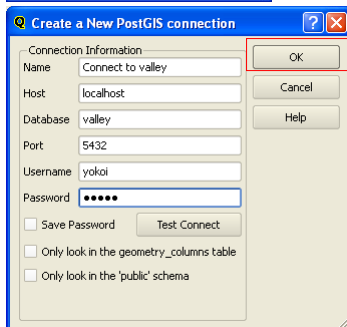 Create a New PostGIS connection
Connection Information
Name Connect to valley
Host localhost
Database valley
Port 5432
Username yokoi
Password ●●●●●
Save Password Test Connect
Only look in the geometry_columns table
Only look in the 'public' schema
OK
Cancel
Help